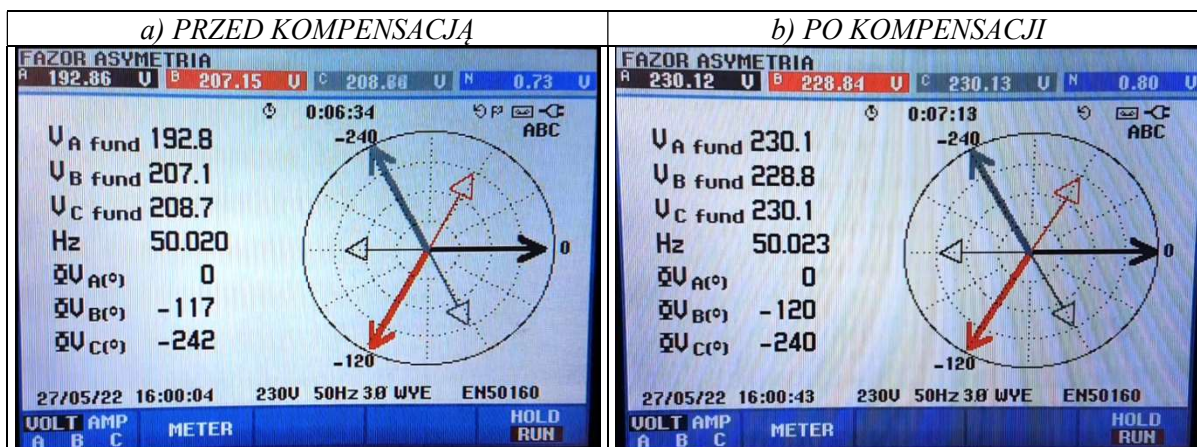 a) PRZED KOMPENSACJĄ
FAZOR ASYMETRIA
A 192.86 V B 207.15 V C 208.68 V N 0.73 V
0:06:34
ABC
V A fund 192.8
V B fund 207.1
V C fund 208.7
Hz 50.020
ΦV A(°) 0
ΦV B(°) -117
ΦV C(°) -242
-240
0
-120
27/05/22 16:00:04 230V 50Hz 3Ø WYE EN50160
VOLT AMP
A B C
METER
HOLD
RUN
b) PO KOMPENSACJI
FAZOR ASYMETRIA
A 230.12 V B 228.84 V C 230.13 V N 0.80 V
0:07:13
ABC
V A fund 230.1
V B fund 228.8
V C fund 230.1
Hz 50.023
ΦV A(°) 0
ΦV B(°) -120
ΦV C(°) -240
-240
0
-120
27/05/22 16:00:43 230V 50Hz 3Ø WYE EN50160
VOLT AMP
A B C
METER
HOLD
RUN